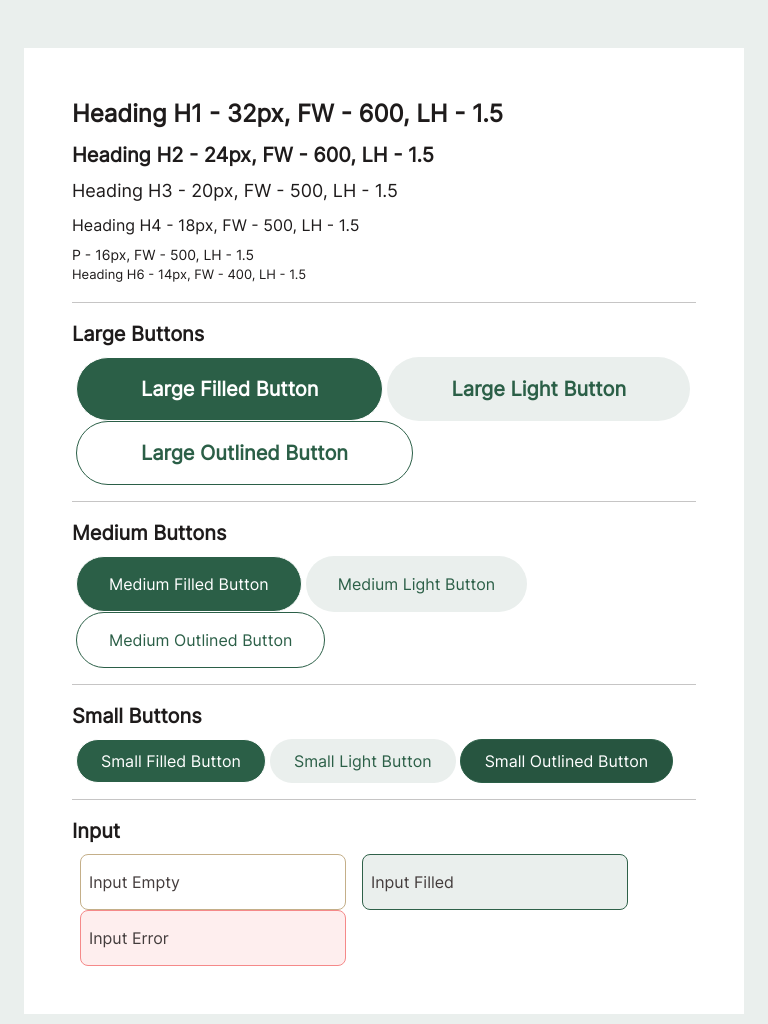 Heading H1 - 32px, FW - 600, LH - 1.5
Heading H2 - 24px, FW - 600, LH - 1.5
Heading H3 - 20px, FW - 500, LH - 1.5
Heading H4 - 18px, FW - 500, LH - 1.5
P - 16px, FW - 500, LH - 1.5
Heading H6 - 14px, FW - 400, LH - 1.5
Large Buttons
Large Filled Button
Large Light Button
Large Outlined Button
Medium Buttons
Medium Filled Button
Medium Light Button
Medium Outlined Button
Small Buttons
Small Filled Button
Small Light Button
Small Outlined Button
Input
Input Empty
Input Filled
Input Error